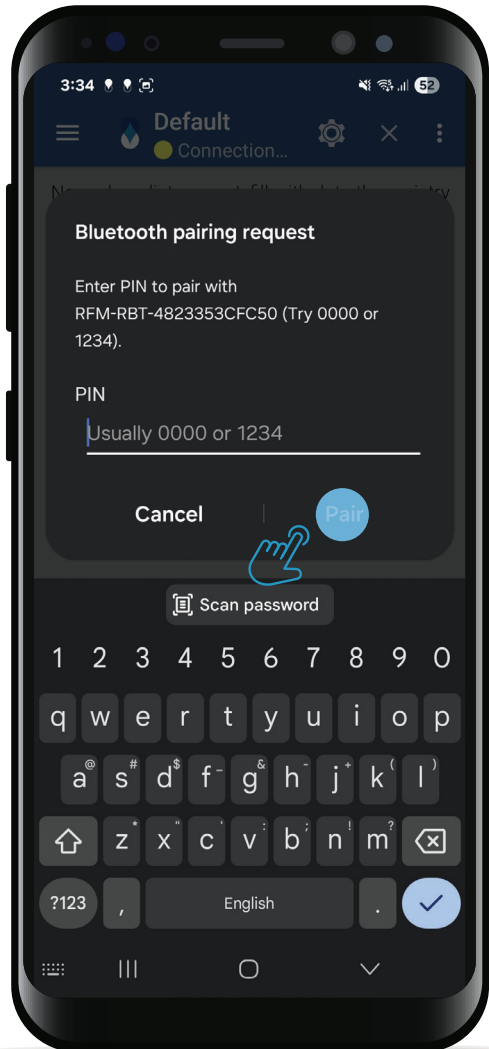 3:34 52
Default
Connection...
Bluetooth pairing request
Enter PIN to pair with
RFM-RBT-4823353CFC50 (Try 0000 or
1234).
PIN
Usually 0000 or 1234
Cancel Pair
Scan password
1 2 3 4 5 6 7 8 9 0
q w e r t y u i o p
a@ s# d$ f- g& h- j+ k( l)
z* x" c' v: b; n! m?
?123 , English .